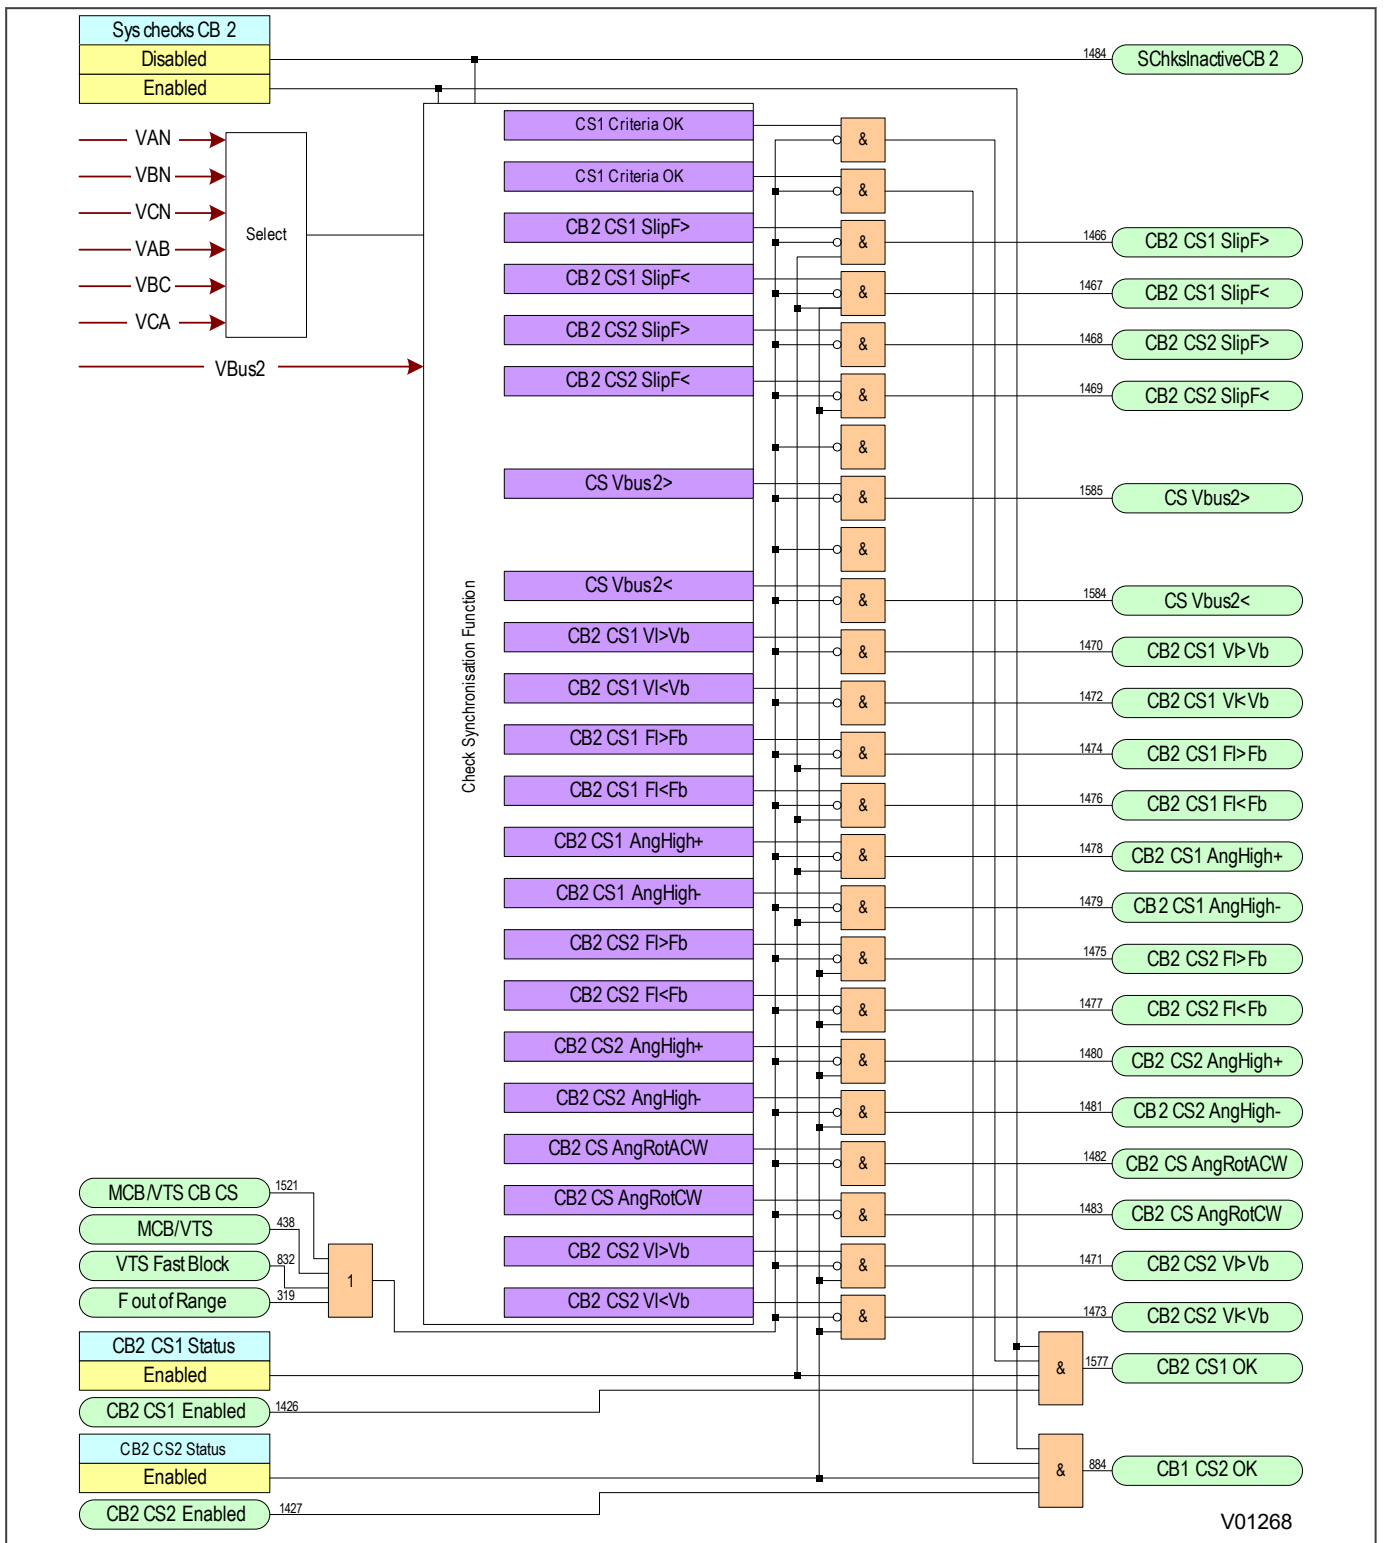 Sys checks CB 2
Disabled
1484
SChksInactiveCB 2
Enabled
CS1 Criteria OK
&
VAN
VBN
CS1 Criteria OK
&
VCN
Select
CB2 CS1 SlipF>
&
1466
CB2 CS1 SlipF>
VAB
VBC
CB2 CS1 SlipF<
&
1467
CB2 CS1 SlipF<
VCA
CB2 CS2 SlipF>
&
1468
CB2 CS2 SlipF>
VBus2
CB2 CS2 SlipF<
&
1469
CB2 CS2 SlipF<
&
CS Vbus2>
&
1585
CS Vbus2>
&
Check Synchronisation Function
CS Vbus2<
&
1584
CS Vbus2<
CB2 CS1 Vl>Vb
&
1470
CB2 CS1 Vl>Vb
CB2 CS1 Vl<Vb
&
1472
CB2 CS1 Vl<Vb
CB2 CS1 Fl>Fb
&
1474
CB2 CS1 Fl>Fb
CB2 CS1 Fl<Fb
&
1476
CB2 CS1 Fl<Fb
CB2 CS1 AngHigh+
&
1478
CB2 CS1 AngHigh+
CB2 CS1 AngHigh-
&
1479
CB2 CS1 AngHigh-
CB2 CS2 Fl>Fb
&
1475
CB2 CS2 Fl>Fb
CB2 CS2 Fl<Fb
&
1477
CB2 CS2 Fl<Fb
CB2 CS2 AngHigh+
&
1480
CB2 CS2 AngHigh+
CB2 CS2 AngHigh-
&
1481
CB2 CS2 AngHigh-
CB2 CS AngRotACW
&
1482
CB2 CS AngRotACW
MCB/VTS CB CS
1521
CB2 CS AngRotCW
&
1483
CB2 CS AngRotCW
MCB/VTS
438
VTS Fast Block
832
1
CB2 CS2 Vl>Vb
&
1471
CB2 CS2 Vl>Vb
F out of Range
319
CB2 CS2 Vl<Vb
&
1473
CB2 CS2 Vl<Vb
CB2 CS1 Status
Enabled
&
1577
CB2 CS1 OK
CB2 CS1 Enabled
1426
CB2 CS2 Status
Enabled
&
884
CB1 CS2 OK
CB2 CS2 Enabled
1427
V01268